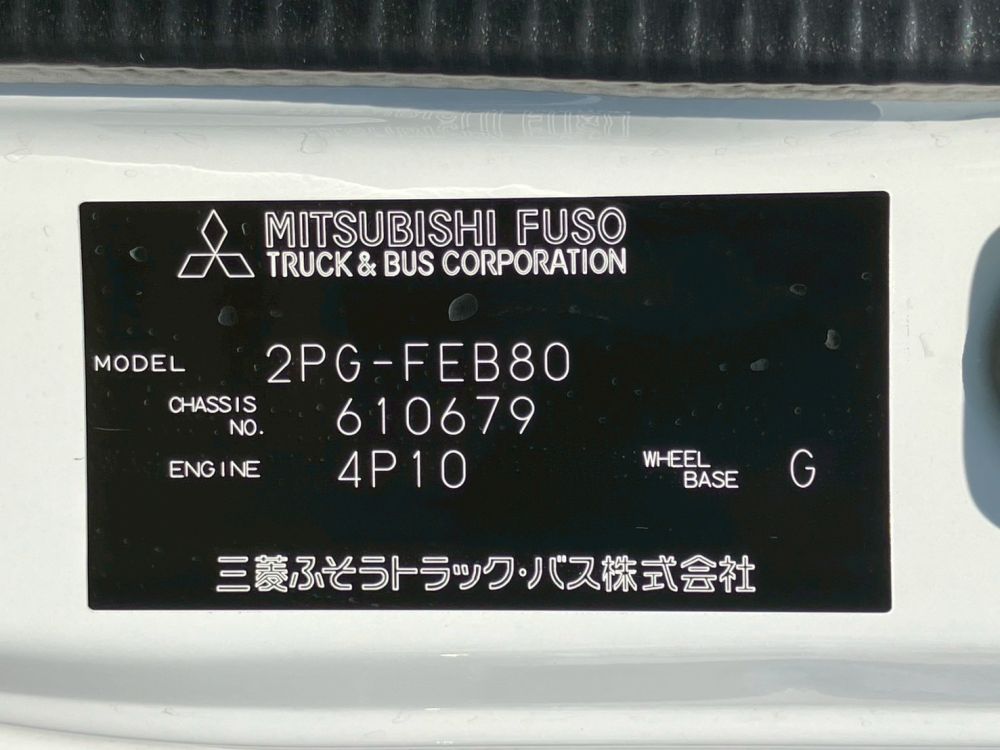 MITSUBISHI FUSO
TRUCK & BUS CORPORATION
MODEL 2PG-FEB80
CHASSIS NO. 610679
ENGINE 4P10 WHEEL BASE G
三菱ふそうトラック・バス株式会社